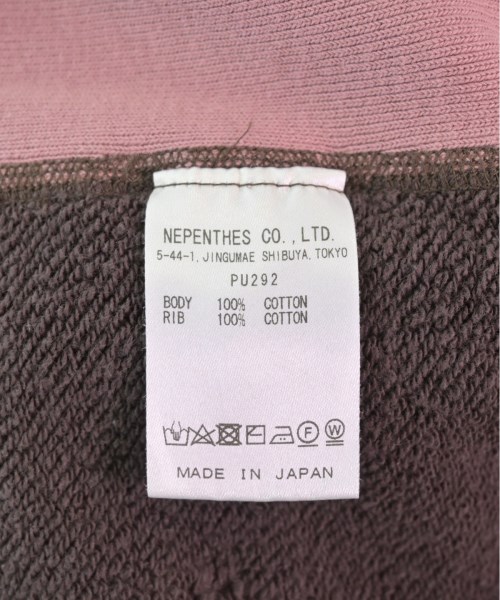 NEPENTHES CO., LTD.
5-44-1, JINGUMAE SHIBUYA, TOKYO
PU292
BODY 100% COTTON
RIB 100% COTTON
F W
MADE IN JAPAN